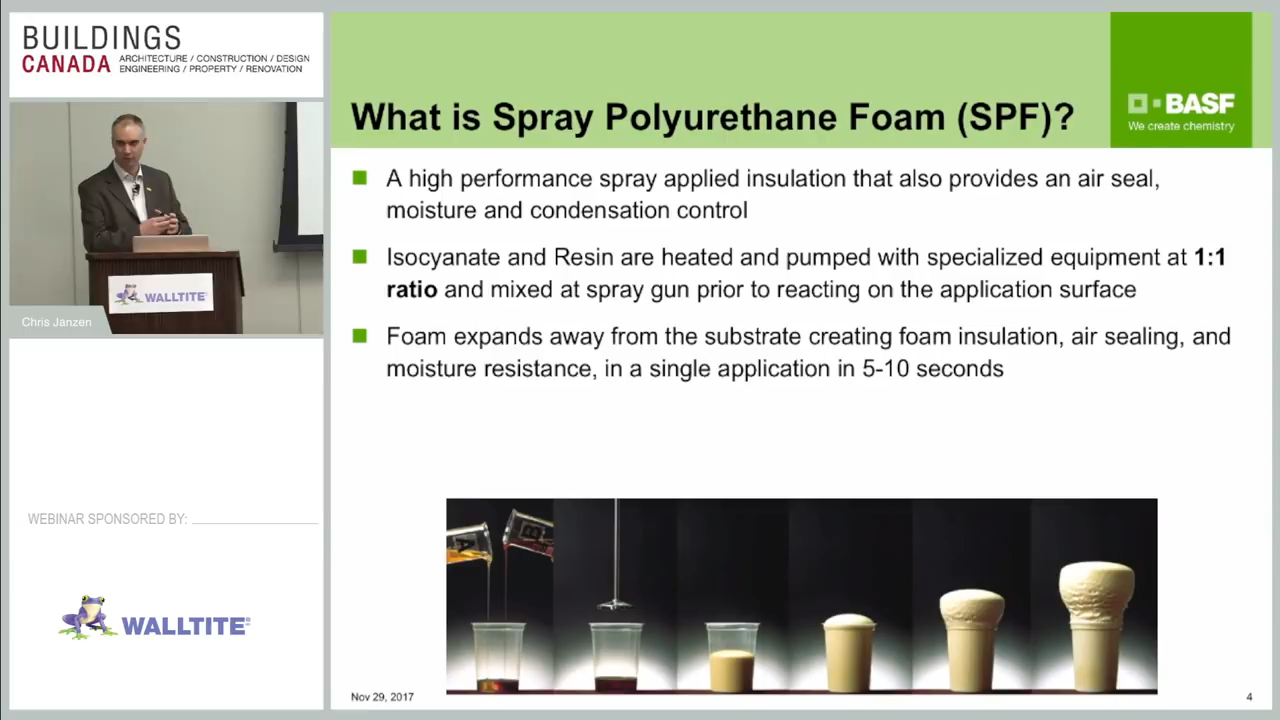 BUILDINGS
CANADA
ARCHITECTURE / CONSTRUCTION / DESIGN
ENGINEERING / PROPERTY / RENOVATION
WALLTITE
Chris Janzen
WEBINAR SPONSORED BY:
WALLTITE®
What is Spray Polyurethane Foam (SPF)?
BASF
We create chemistry
A high performance spray applied insulation that also provides an air seal,
moisture and condensation control
Isocyanate and Resin are heated and pumped with specialized equipment at 1:1
ratio and mixed at spray gun prior to reacting on the application surface
Foam expands away from the substrate creating foam insulation, air sealing, and
moisture resistance, in a single application in 5-10 seconds
A
B
Nov 29, 2017
4